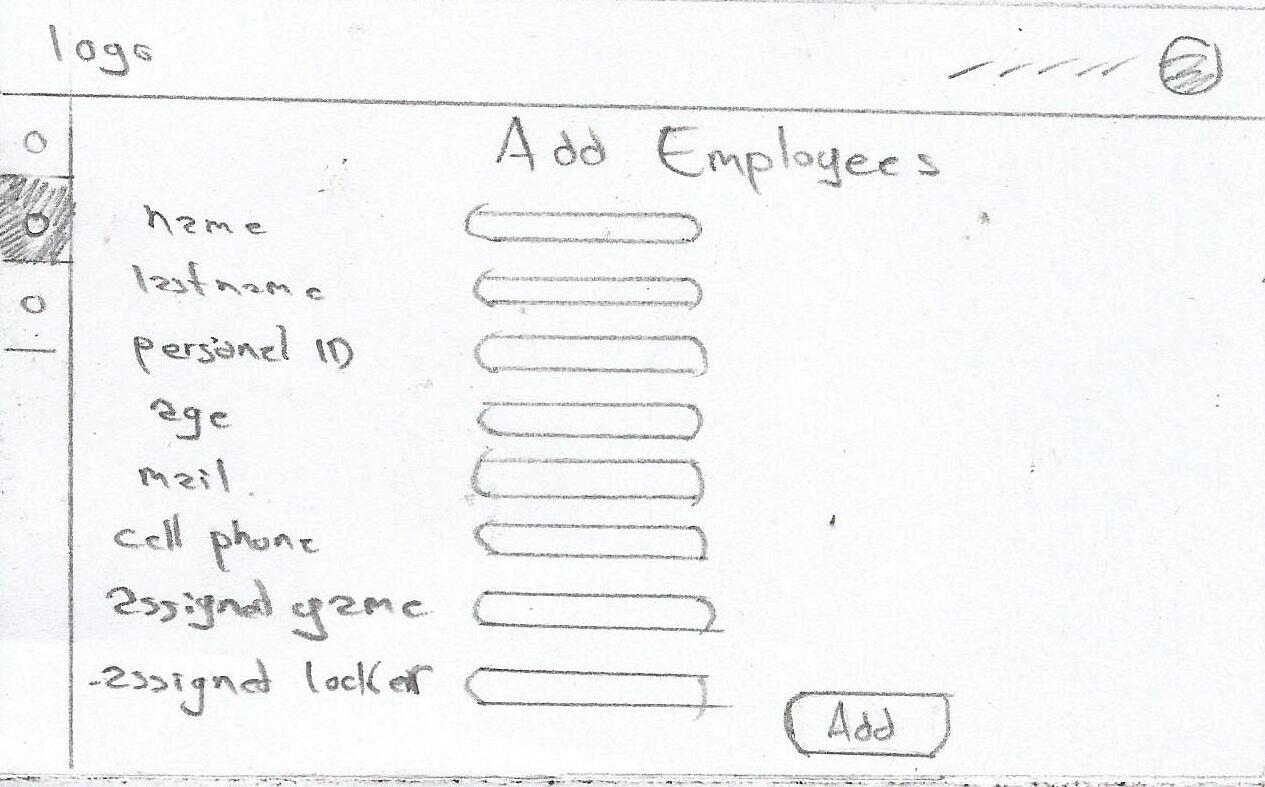 logo
Add Employees
name
lastname
personal ID
age
mail
cell phone
assigned game
assigned locker
Add